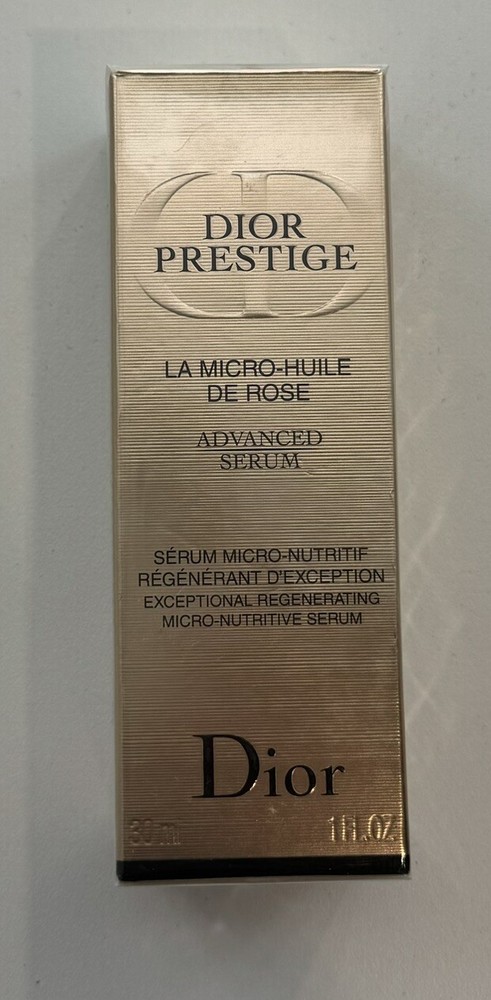 DIOR
PRESTIGE
LA MICRO-HUILE
DE ROSE
ADVANCED
SERUM
SÉRUM MICRO-NUTRITIF
RÉGÉNÉRANT D'EXCEPTION
EXCEPTIONAL REGENERATING
MICRO-NUTRITIVE SERUM
Dior
30 ml 1 Fl.OZ